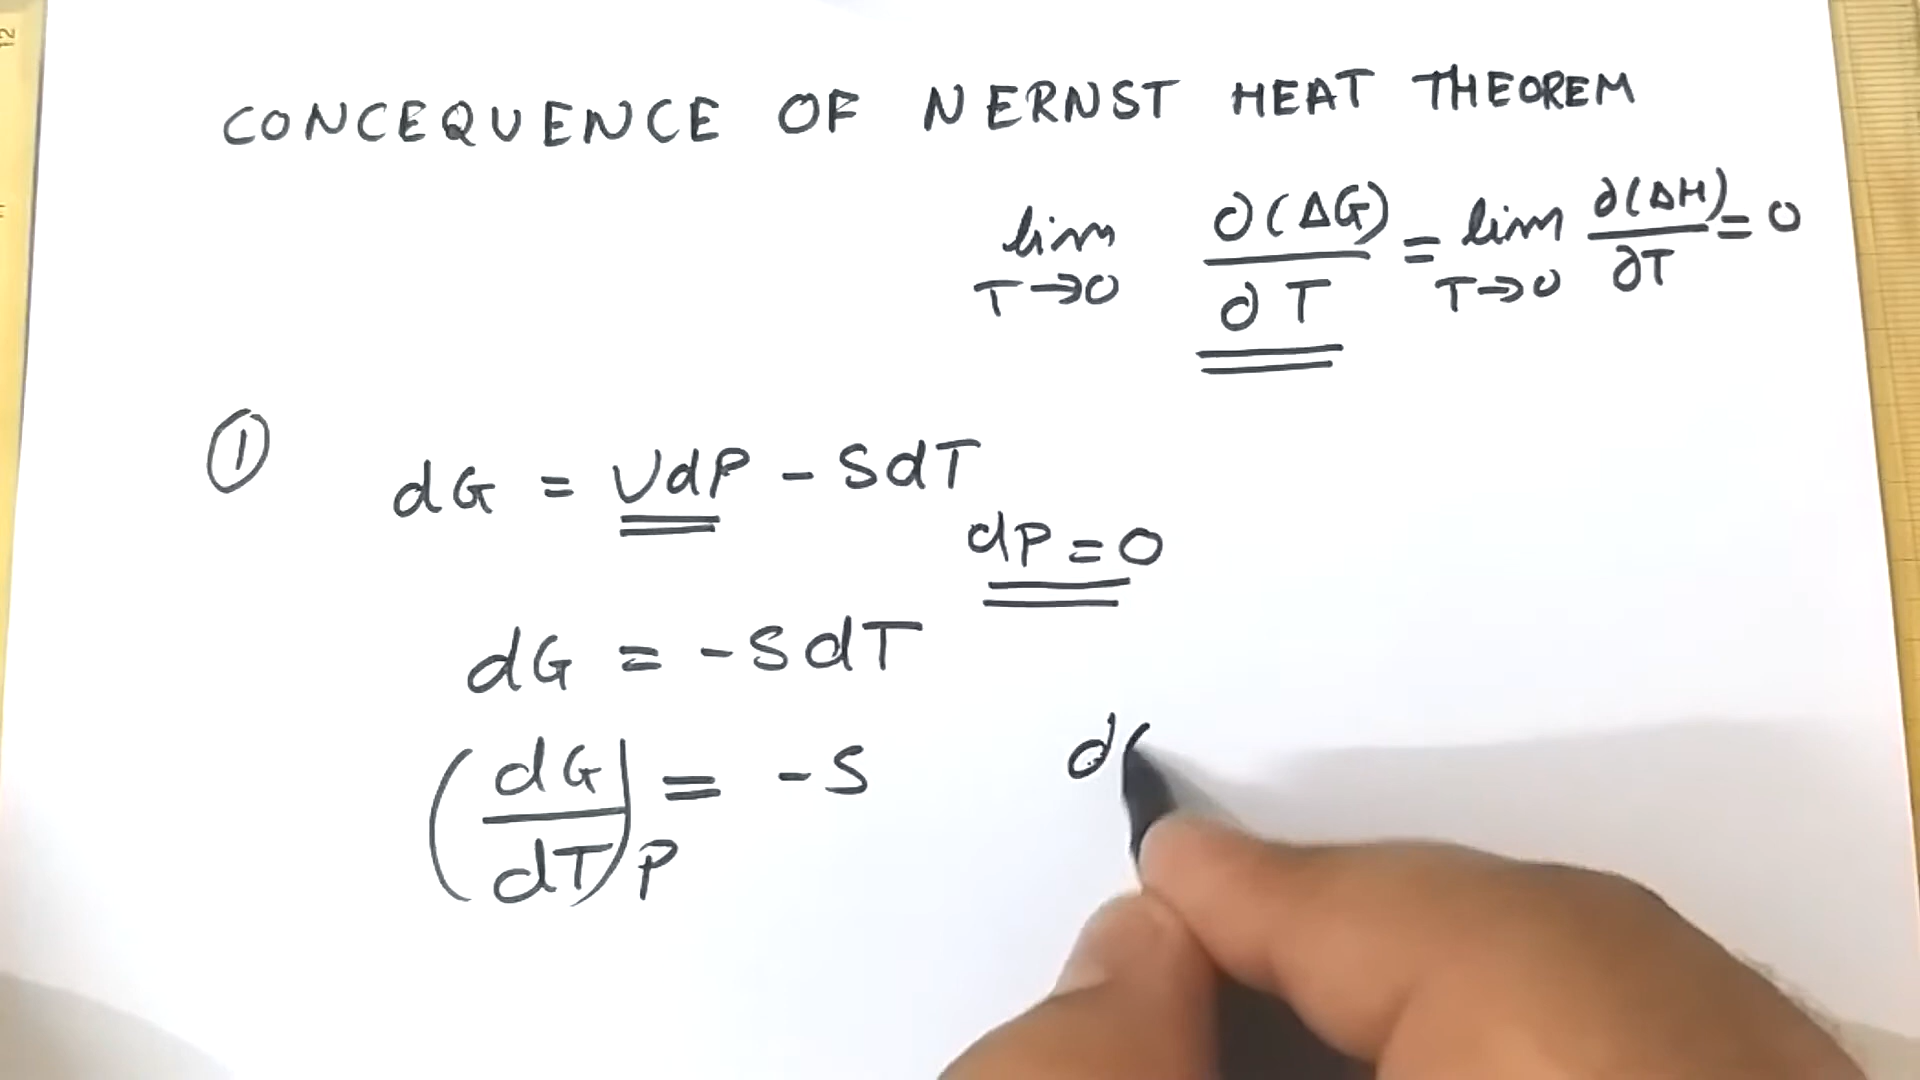 CONCEQUENCE OF NERNST HEAT THEOREM
lim T→0 ∂(ΔG)/∂T = lim T→0 ∂(ΔH)/∂T = 0
① dG = VdP - SdT
dP = 0
dG = -SdT
(dG/dT)P = -S
d
12